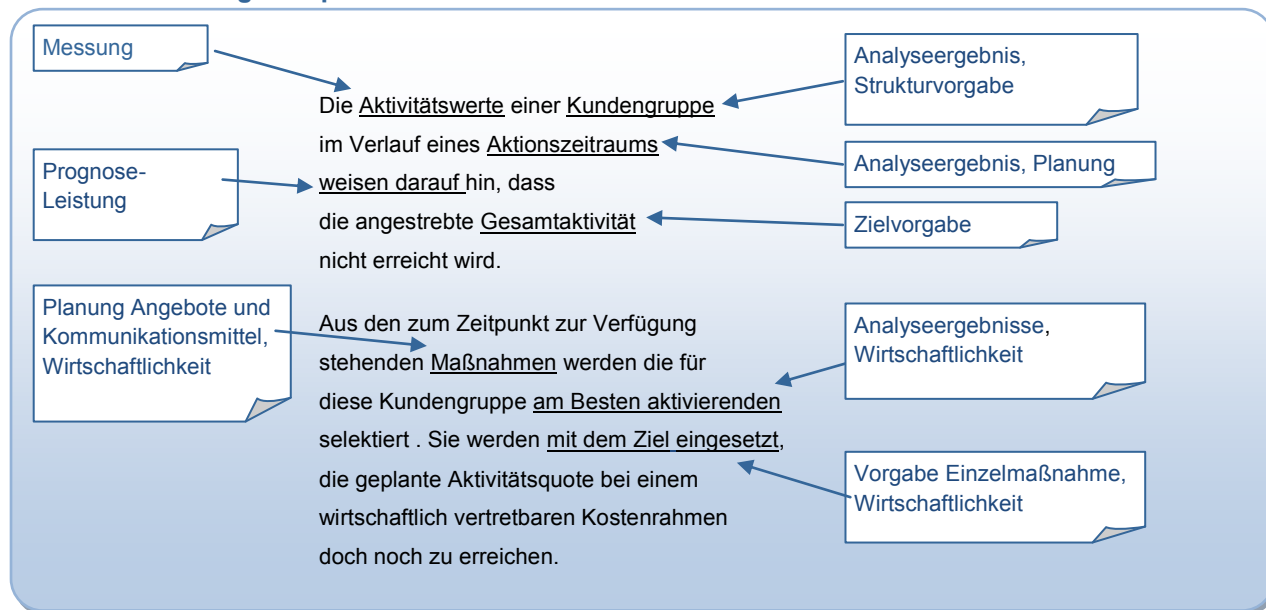 Messung
Analyseergebnis,
Strukturvorgabe
Die Aktivitätswerte einer Kundengruppe
im Verlauf eines Aktionszeitraums
Analyseergebnis, Planung
Prognose-
Leistung
weisen darauf hin, dass
die angestrebte Gesamtaktivität
Zielvorgabe
nicht erreicht wird.
Planung Angebote und
Kommunikationsmittel,
Wirtschaftlichkeit
Aus den zum Zeitpunkt zur Verfügung
stehenden Maßnahmen werden die für
diese Kundengruppe am Besten aktivierenden
selektiert . Sie werden mit dem Ziel eingesetzt,
die geplante Aktivitätsquote bei einem
wirtschaftlich vertretbaren Kostenrahmen
doch noch zu erreichen.
Analyseergebnisse,
Wirtschaftlichkeit
Vorgabe Einzelmaßnahme,
Wirtschaftlichkeit